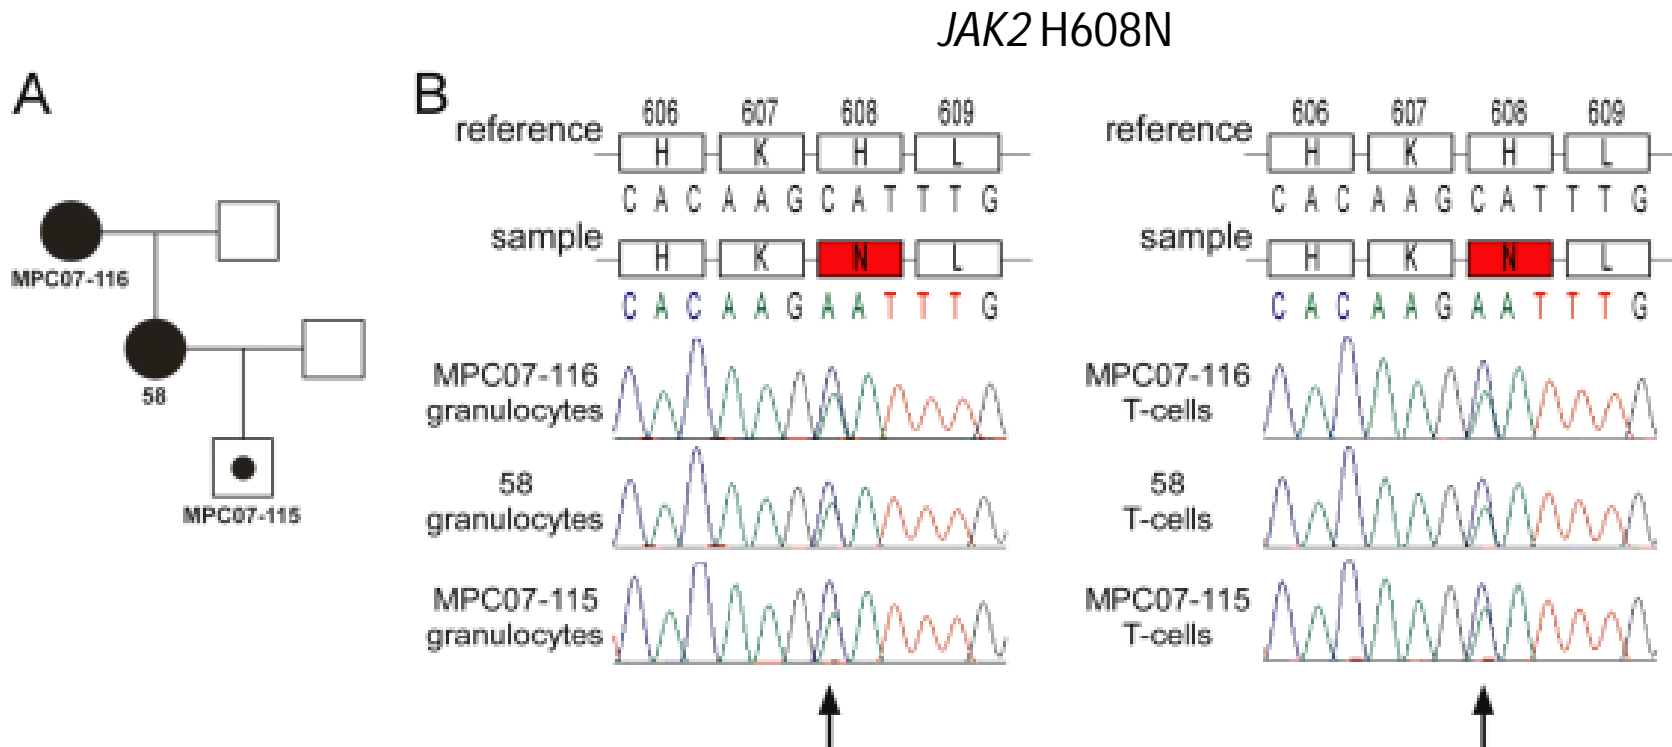 JAK2 H608N
A
MPC07-116
58
MPC07-115
B
606 607 608 609
reference
H K H L
C A C A A G C A T T T G
sample
H K N L
C A C A A G A A T T T G
MPC07-116
granulocytes
58
granulocytes
MPC07-115
granulocytes
606 607 608 609
reference
H K H L
C A C A A G C A T T T G
sample
H K N L
C A C A A G A A T T T G
MPC07-116
T-cells
58
T-cells
MPC07-115
T-cells